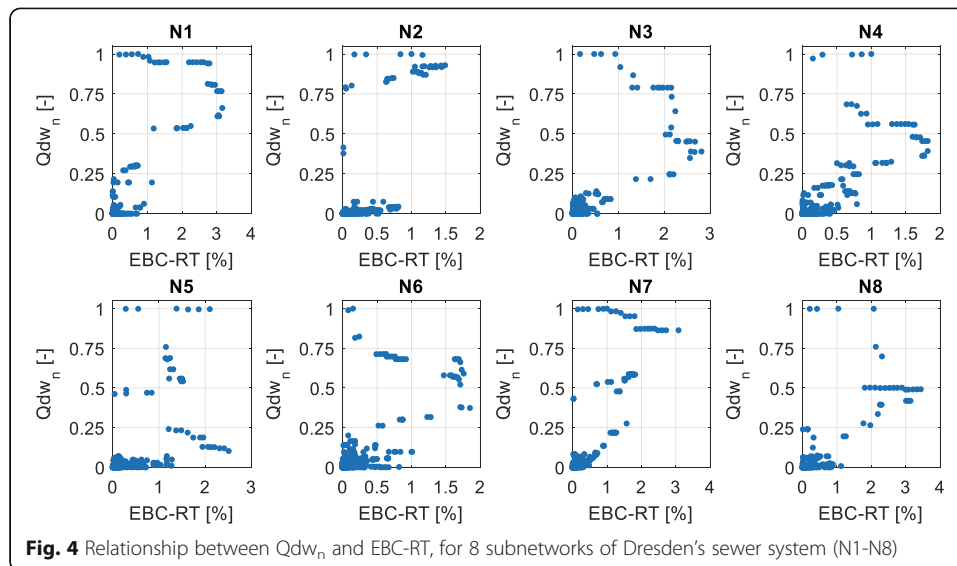 N1
N2
N3
N4
Qdwn [-]
1
0.75
0.5
0.25
0
0 1 2 3 4
EBC-RT [%]
Qdwn [-]
1
0.75
0.5
0.25
0
0 0.5 1 1.5 2
EBC-RT [%]
Qdwn [-]
1
0.75
0.5
0.25
0
0 1 2 3
EBC-RT [%]
Qdwn [-]
1
0.75
0.5
0.25
0
0 0.5 1 1.5 2
EBC-RT [%]
N5
N6
N7
N8
Qdwn [-]
1
0.75
0.5
0.25
0
0 1 2 3
EBC-RT [%]
Qdwn [-]
1
0.75
0.5
0.25
0
0 0.5 1 1.5 2
EBC-RT [%]
Qdwn [-]
1
0.75
0.5
0.25
0
0 1 2 3 4
EBC-RT [%]
Qdwn [-]
1
0.75
0.5
0.25
0
0 1 2 3 4
EBC-RT [%]
Fig. 4 Relationship between Qdwn and EBC-RT, for 8 subnetworks of Dresden's sewer system (N1-N8)